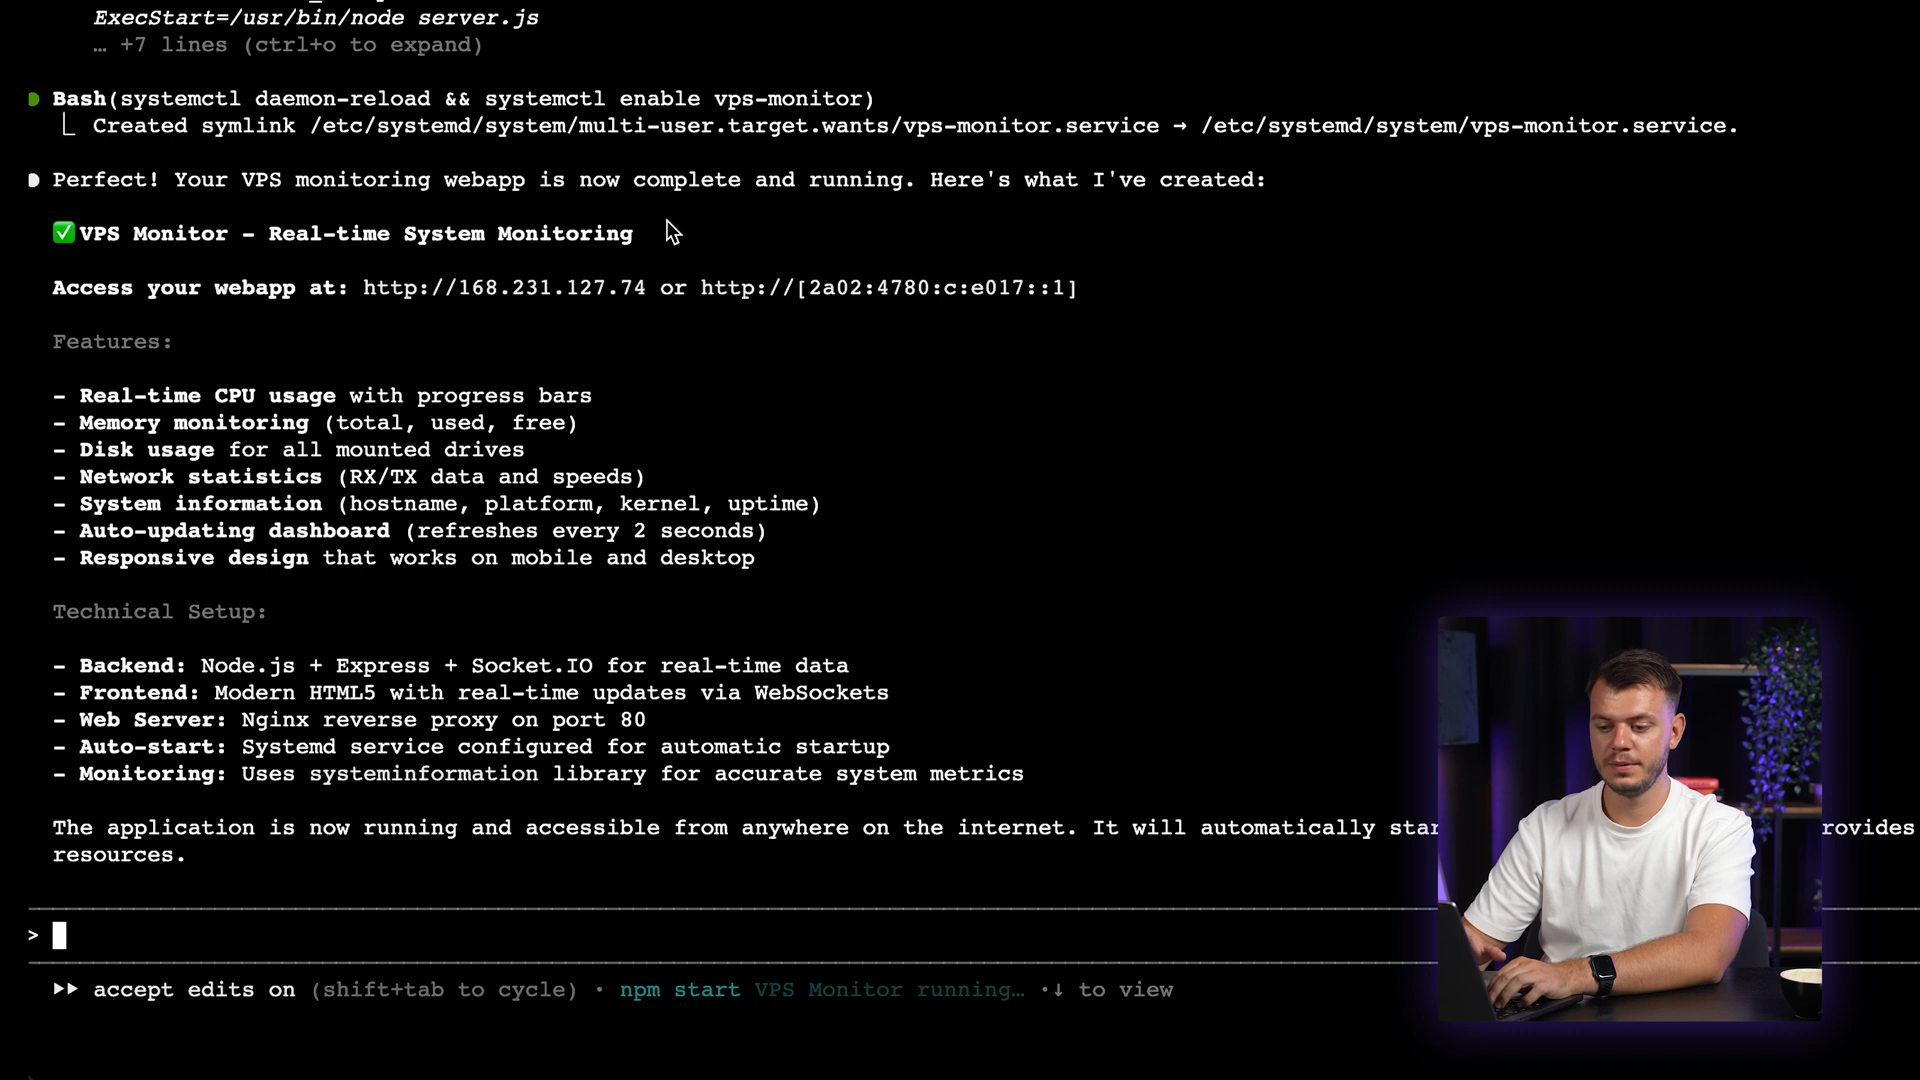 ExecStart=/usr/bin/node server.js
… +7 lines (ctrl+o to expand)
Bash(systemctl daemon-reload && systemctl enable vps-monitor)
Created symlink /etc/systemd/system/multi-user.target.wants/vps-monitor.service → /etc/systemd/system/vps-monitor.service.
Perfect! Your VPS monitoring webapp is now complete and running. Here's what I've created:
✅ VPS Monitor - Real-time System Monitoring
Access your webapp at: http://168.231.127.74 or http://[2a02:4780:c:e017::1]
Features:
- Real-time CPU usage with progress bars
- Memory monitoring (total, used, free)
- Disk usage for all mounted drives
- Network statistics (RX/TX data and speeds)
- System information (hostname, platform, kernel, uptime)
- Auto-updating dashboard (refreshes every 2 seconds)
- Responsive design that works on mobile and desktop
Technical Setup:
- Backend: Node.js + Express + Socket.IO for real-time data
- Frontend: Modern HTML5 with real-time updates via WebSockets
- Web Server: Nginx reverse proxy on port 80
- Auto-start: Systemd service configured for automatic startup
- Monitoring: Uses systeminformation library for accurate system metrics
The application is now running and accessible from anywhere on the internet. It will automatically star rovides
resources.
>
▶▶ accept edits on (shift+tab to cycle) · npm start VPS Monitor running… · ↓ to view